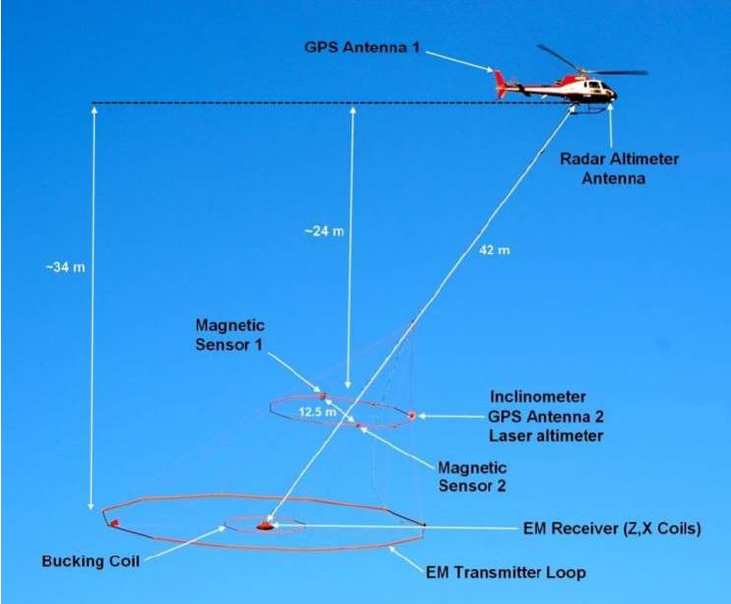 GPS Antenna 1
Radar Altimeter
Antenna
~24 m
42 m
~34 m
Magnetic
Sensor 1
Inclinometer
GPS Antenna 2
Laser altimeter
12.5 m
Magnetic
Sensor 2
EM Receiver (Z,X Coils)
Bucking Coil
EM Transmitter Loop